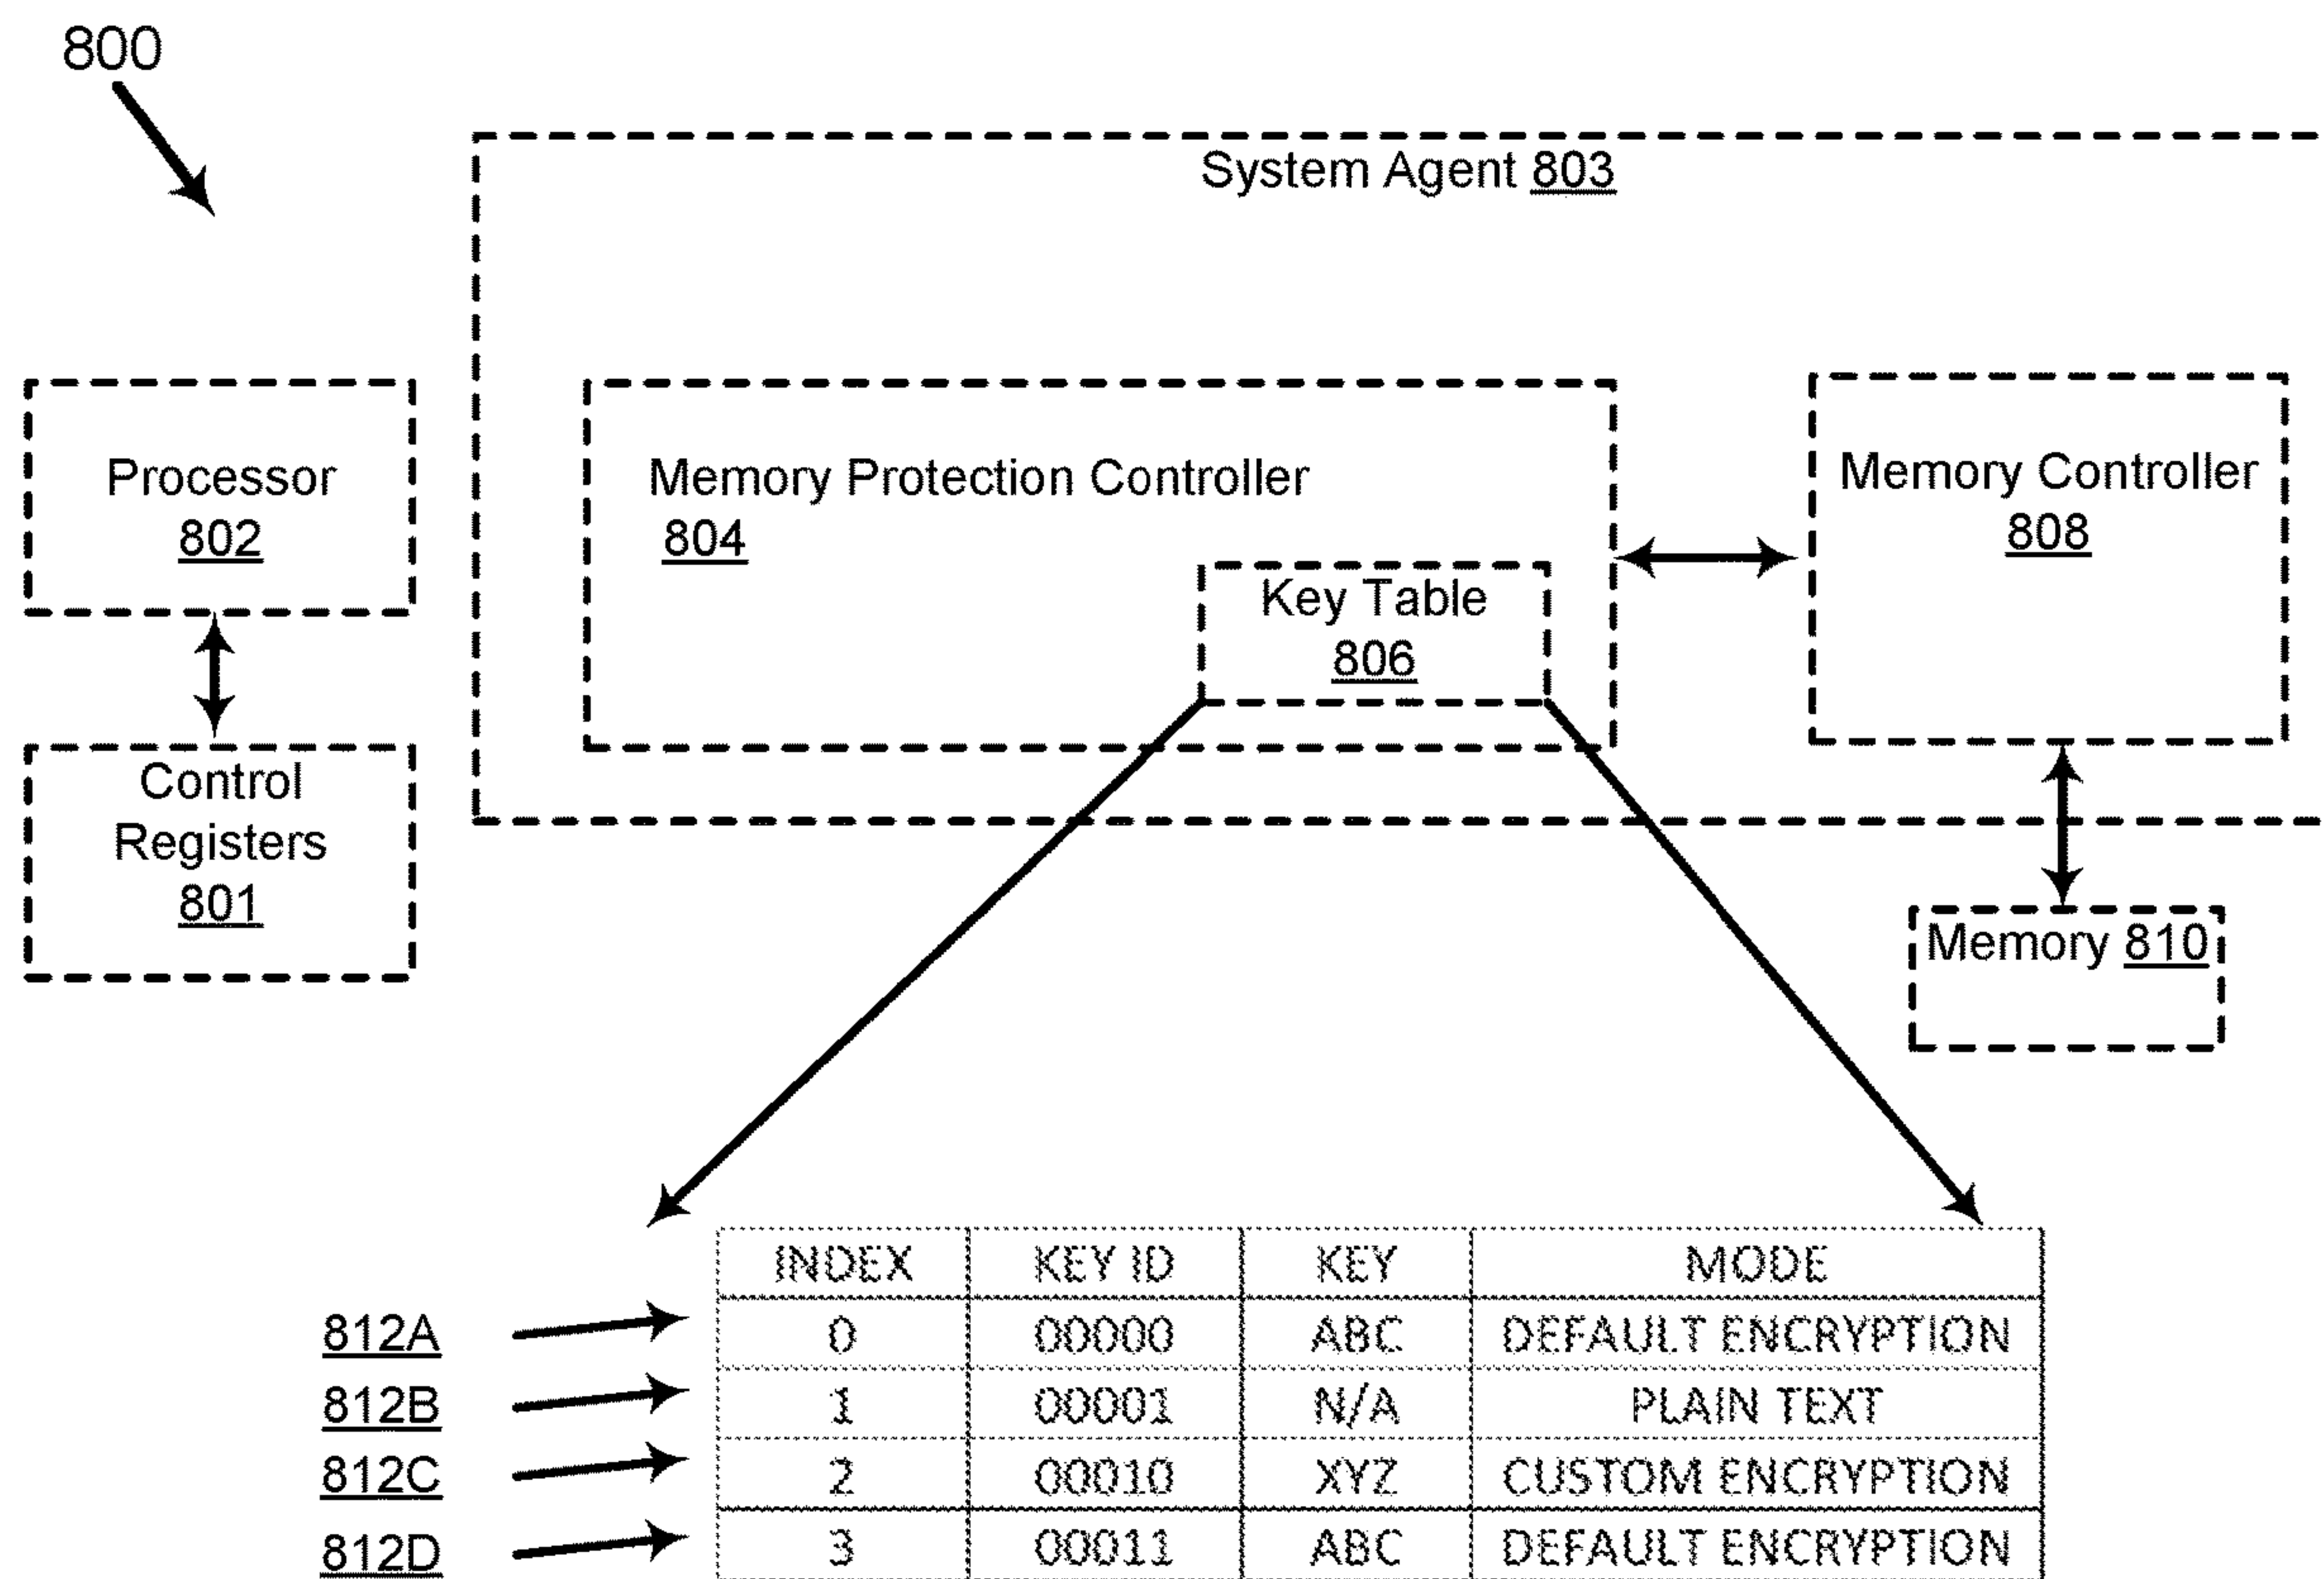 800
System Agent 803
Processor
802
Memory Protection Controller
804
Key Table
806
Memory Controller
808
Control
Registers
801
Memory 810
INDEX KEY ID KEY MODE
812A 0 00000 ABC DEFAULT ENCRYPTION
812B 1 00001 N/A PLAIN TEXT
812C 2 00010 XYZ CUSTOM ENCRYPTION
812D 3 00011 ABC DEFAULT ENCRYPTION